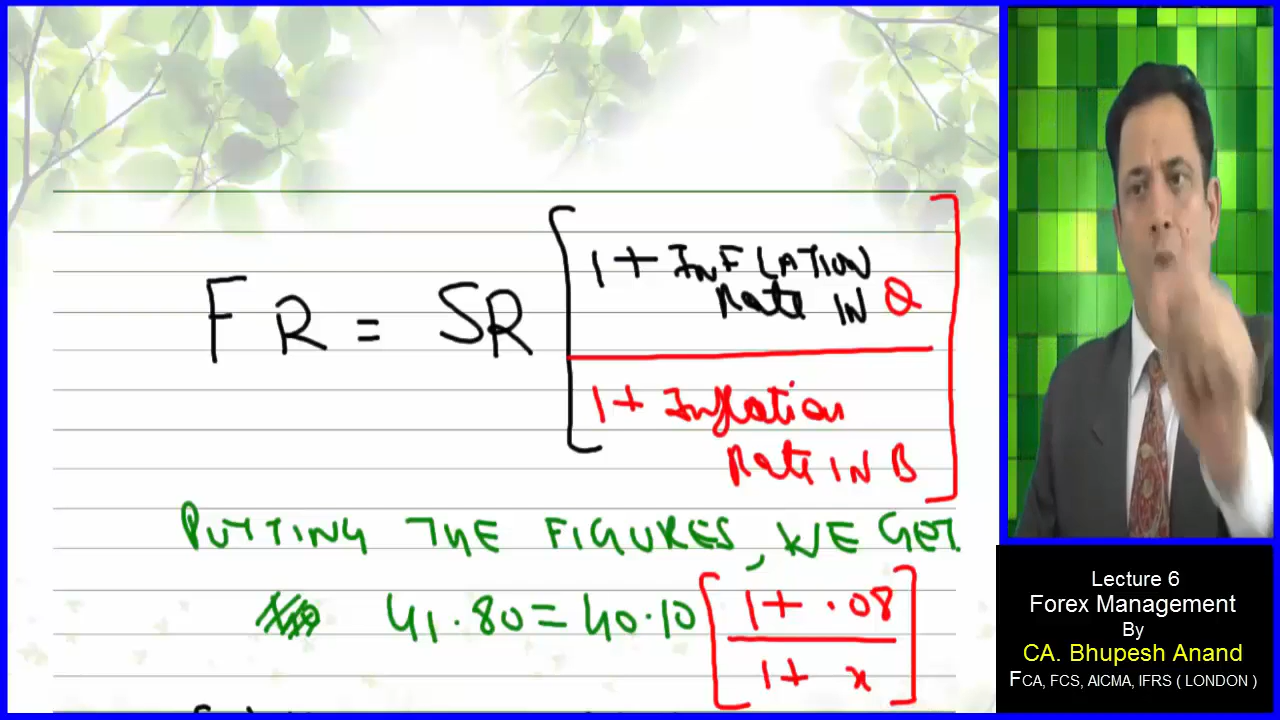 FR = SR [ 1 + INFLATION
Rate IN Q
1 + Inflation
Rate IN B ]
PUTTING THE FIGURES, WE GET
41.80 = 40.10 [ 1 + .08
1 + x ]
Lecture 6
Forex Management
By
CA. Bhupesh Anand
FCA, FCS, AICMA, IFRS ( LONDON )